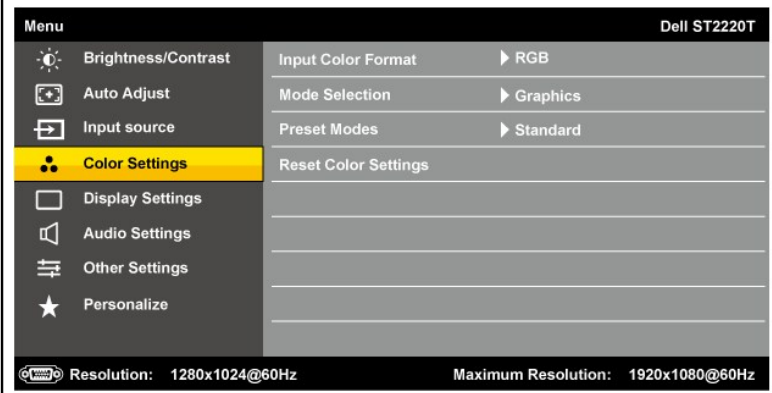 Menu Dell ST2220T
Brightness/Contrast Input Color Format RGB
Auto Adjust Mode Selection Graphics
Input source Preset Modes Standard
Color Settings Reset Color Settings
Display Settings
Audio Settings
Other Settings
Personalize
Resolution: 1280x1024@60Hz Maximum Resolution: 1920x1080@60Hz